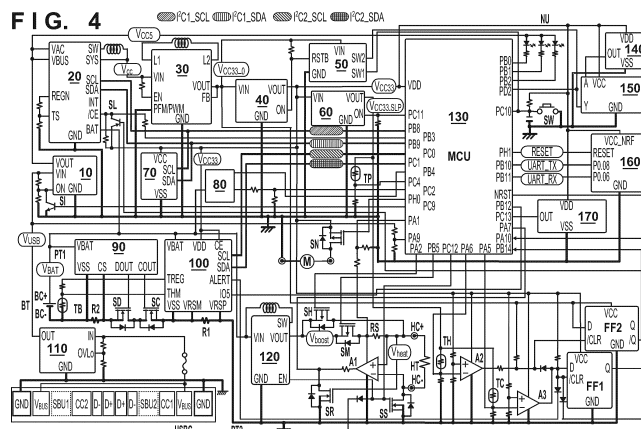 FIG. 4
I²C1_SCL I²C1_SDA I²C2_SCL I²C2_SDA
NU
VCC5
VAC SW
VBUS SYS
20
SCL
SDA
REGN INT
TS /CE
BAT
GND
SL
VCC
L1 L2
30
VIN VOUT
EN FB
PFM/PWM
GND
VCC33_0
VIN VOUT
40
ON
GND
VIN
RSTB SW2
50 SW1
GND
VCC33
VOUT
60
GND
VCC33_SLP
130
MCU
PC11
PB8
PB3
PB9
PC0
PB4
PC1
PC4
PC2
PH0
PC9
PA1
PA9
PA2 PB5 PC12 PA6 PA5
PB0
PB1
PB2
PD2
PC10
PH1
PB10
PB11
NRST
PB12
PC13
PA7
PA10
PB14
VDD
OUT 140
VSS
A VCC
150
Y
SW
RESET
UART_TX
UART_RX
VCC_NRF
RESET
P0.08 160
P0.06
GND
VDD
OUT 170
VSS
VOUT VIN
10
ON GND
SI
VCC
SCL
70
SDA
VSS
VCC33
80
TP
SN
M
VUSB
PT1
VBAT
VBAT
90
VSS CS DOUT COUT
VBAT VDD CE
100
SCL
SDA
TREG ALERT
THM IO5
VSS VRSM VRSP
BT BC+
BC-
TB R2 SD SC R1
OUT IN
110
OVLo
GND
GND VBUS SBU1 CC2 D- D+ D+ D- SBU2 CC1 VBUS GND
SW
VIN VOUT
120
GND EN
SH
Vboost
SM
RS
Vheat
HC+
HT
HC-
A1
SR SS
TH
A2
TC
A3
VCC
FF2
D Q
/CLR
GND
VCC
D Q
/CLR
FF1
GND